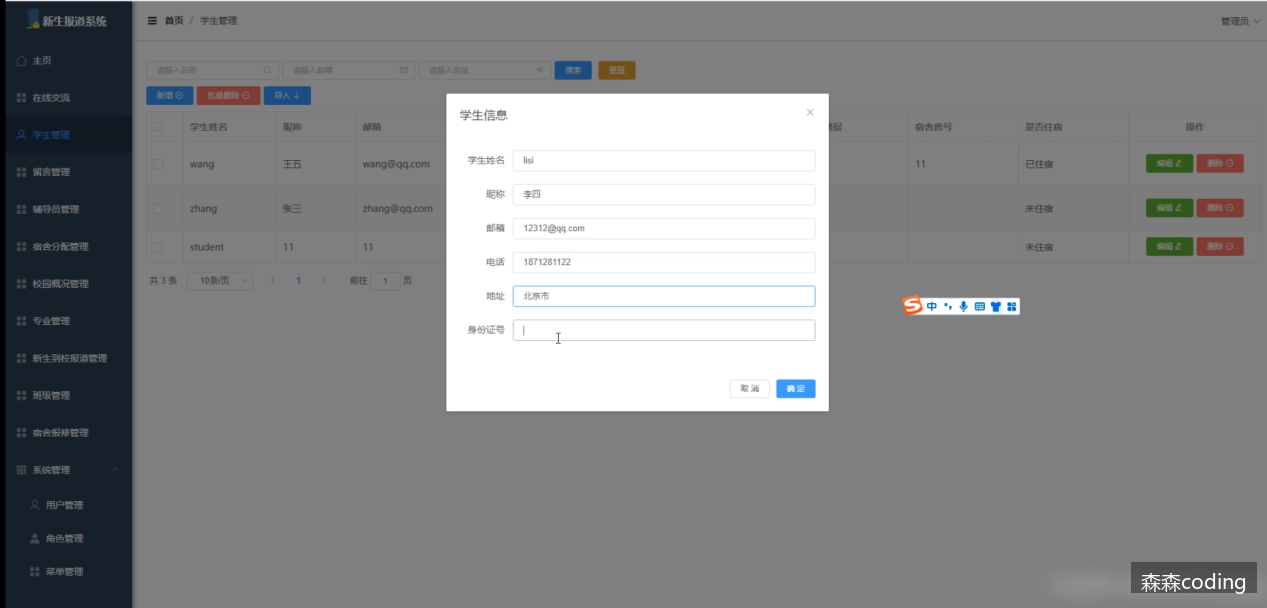 新生报道系统
首页 / 学生管理
管理员
主页
在线交流
学生管理
留言管理
辅导员管理
宿舍分配管理
校园概况管理
专业管理
新生到校报道管理
班级管理
宿舍报修管理
系统管理
用户管理
角色管理
菜单管理
请输入名称 请输入邮箱 请输入地址 搜索 重置
新增 批量删除 导入
学生姓名 昵称 邮箱 宿舍房号 是否住宿 操作
wang 王五 wang@qq.com 11 已住宿 编辑 删除
zhang 张三 zhang@qq.com 未住宿 编辑 删除
student 11 11 未住宿 编辑 删除
共 3 条 10条/页 < 1 > 前往 1 页
学生信息
学生姓名 lisi
昵称 李四
邮箱 12312@qq.com
电话 1871281122
地址 北京市
身份证号
取消 确定
中
森森coding